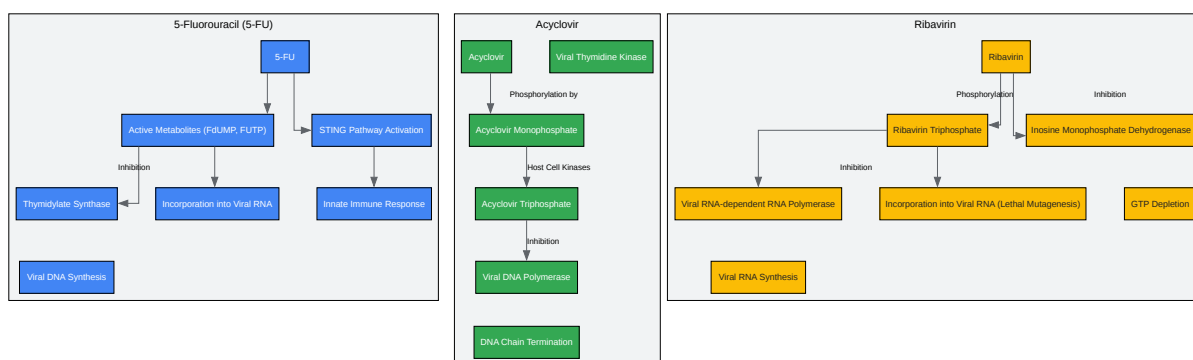 5-Fluorouracil (5-FU)
5-FU
Active Metabolites (FdUMP, FUTP)
STING Pathway Activation
Inhibition
Thymidylate Synthase
Incorporation into Viral RNA
Innate Immune Response
Viral DNA Synthesis
Acyclovir
Acyclovir
Viral Thymidine Kinase
Phosphorylation by
Acyclovir Monophosphate
Host Cell Kinases
Acyclovir Triphosphate
Inhibition
Viral DNA Polymerase
DNA Chain Termination
Ribavirin
Ribavirin
Phosphorylation
Inhibition
Ribavirin Triphosphate
Inosine Monophosphate Dehydrogenase
Inhibition
Viral RNA-dependent RNA Polymerase
Incorporation into Viral RNA (Lethal Mutagenesis)
GTP Depletion
Viral RNA Synthesis